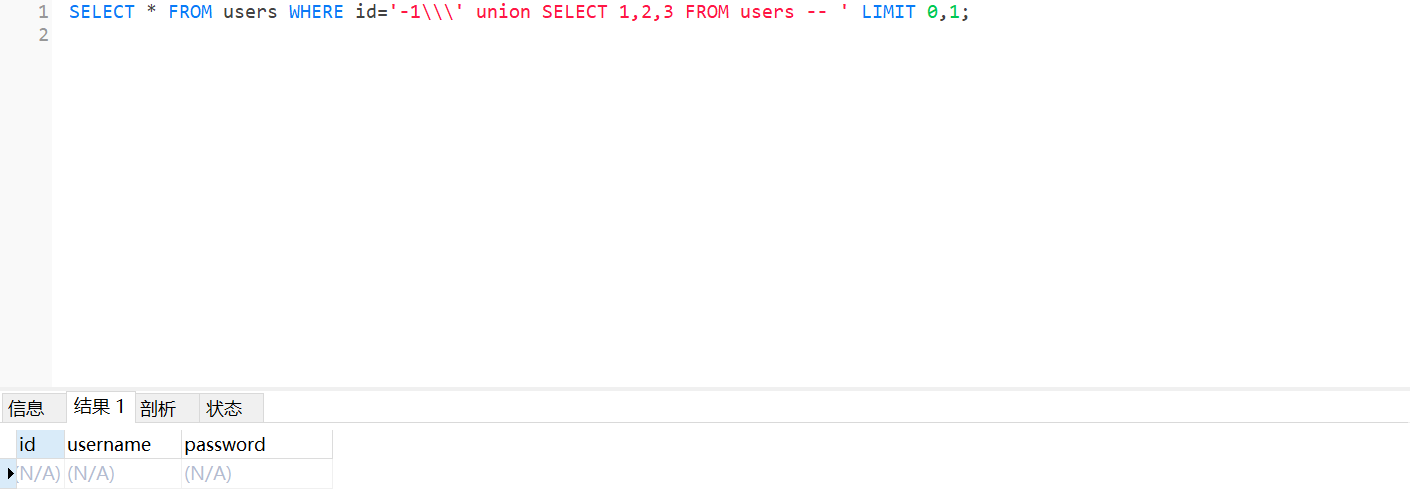 1 SELECT * FROM users WHERE id='-1\\\' union SELECT 1,2,3 FROM users -- ' LIMIT 0,1;
2
信息 结果 1 剖析 状态
id username password
(N/A) (N/A) (N/A)